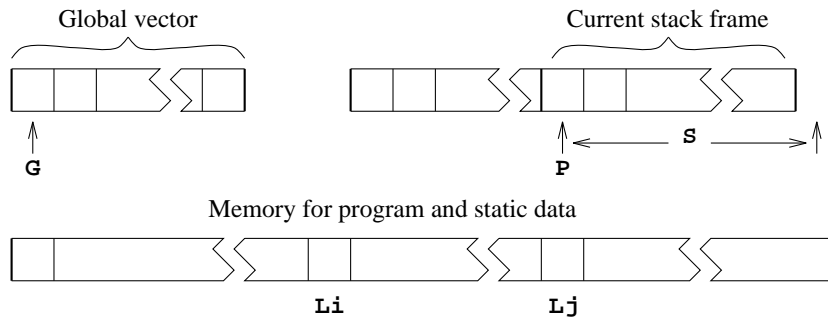 Global vector
Current stack frame
G
P
S
Memory for program and static data
Li
Lj